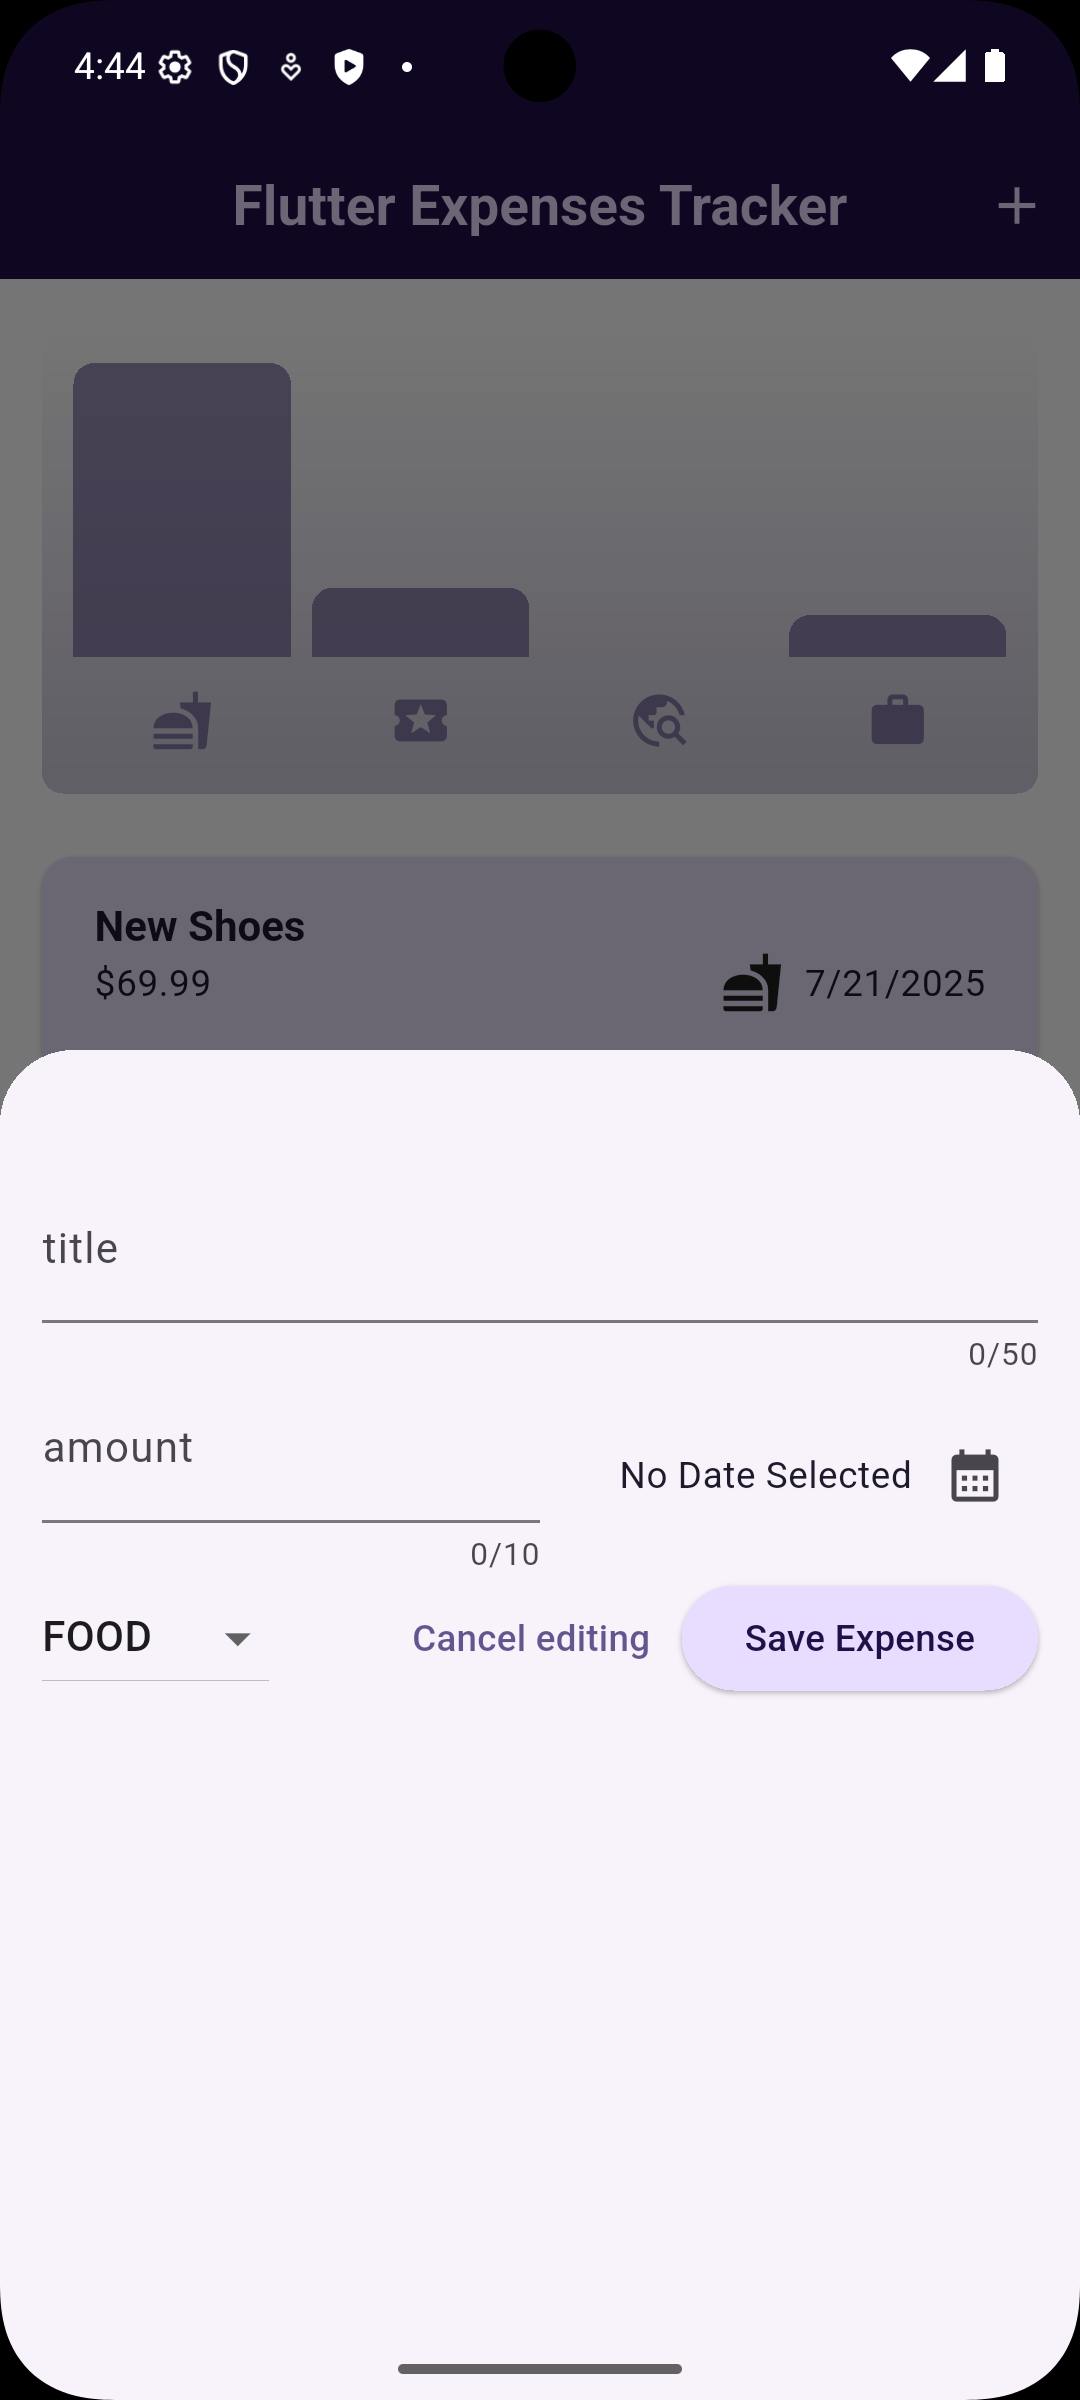 4:44
Flutter Expenses Tracker
New Shoes
$69.99
7/21/2025
title
0/50
amount
No Date Selected
0/10
FOOD
Cancel editing
Save Expense